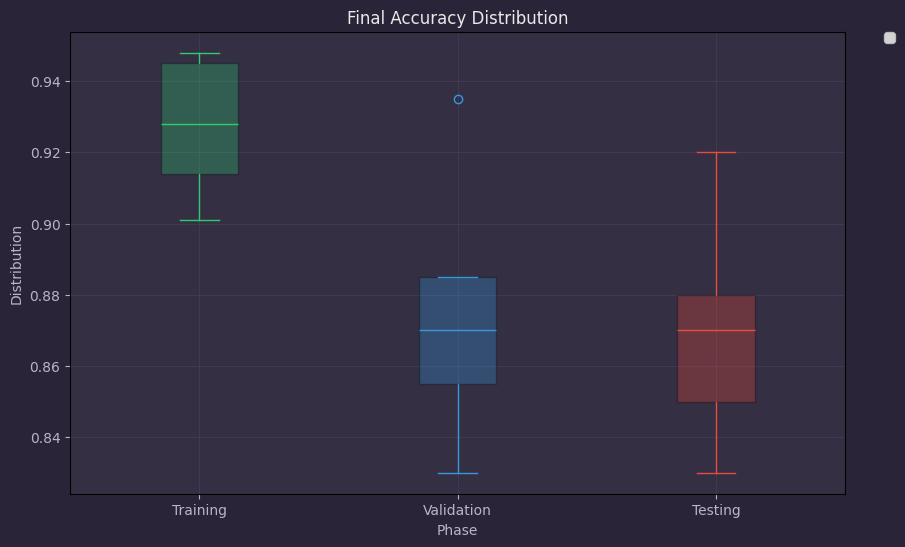 Final Accuracy Distribution
Distribution
0.94
0.92
0.90
0.88
0.86
0.84
Training
Validation
Testing
Phase